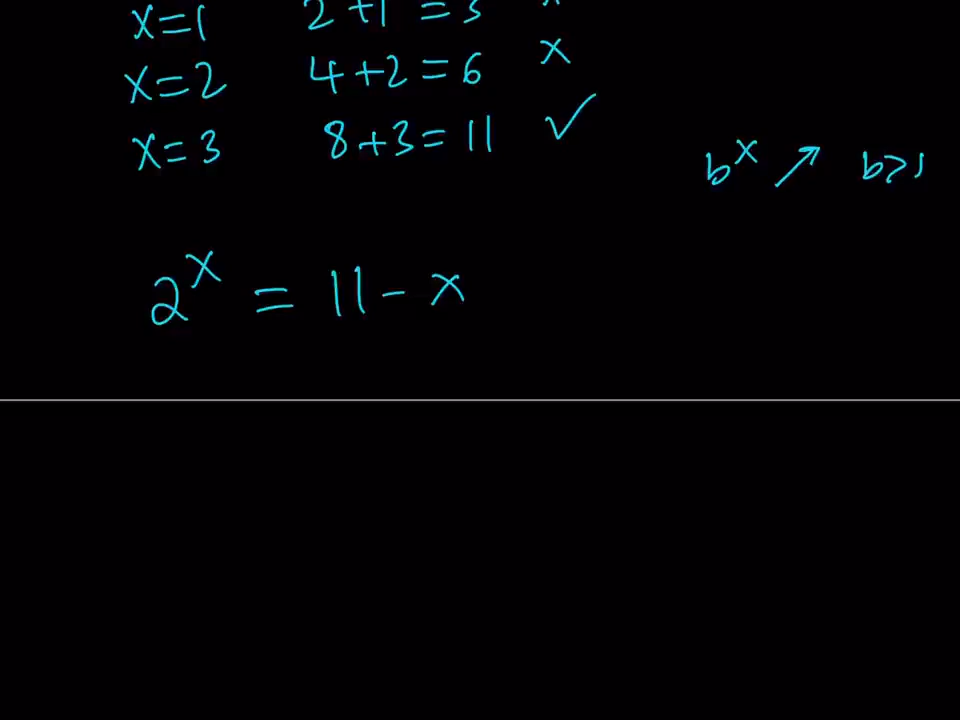 x=1 2+1=3 x
x=2 4+2=6 x
x=3 8+3=11 ✓
b^x ↗ b>1
2^x = 11 - x